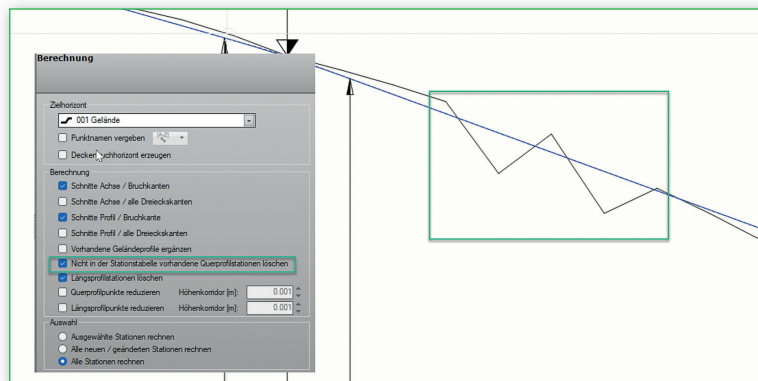 Berechnung
Zielhorizont
001 Gelände
Punktnamen vergeben
Deckenbuchhorizont erzeugen
Berechnung
Schnitte Achse / Bruchkanten
Schnitte Achse / alle Dreieckskanten
Schnitte Profil / Bruchkante
Schnitte Profil / alle Dreieckskanten
Vorhandene Geländeprofile ergänzen
Nicht in der Stationstabelle vorhandene Querprofilstationen löschen
Längsprofilstationen löschen
Querprofilpunkte reduzieren Höhenkorridor [m]: 0.001
Längsprofilpunkte reduzieren Höhenkorridor [m]: 0.001
Auswahl
Ausgewählte Stationen rechnen
Alle neuen / geänderten Stationen rechnen
Alle Stationen rechnen